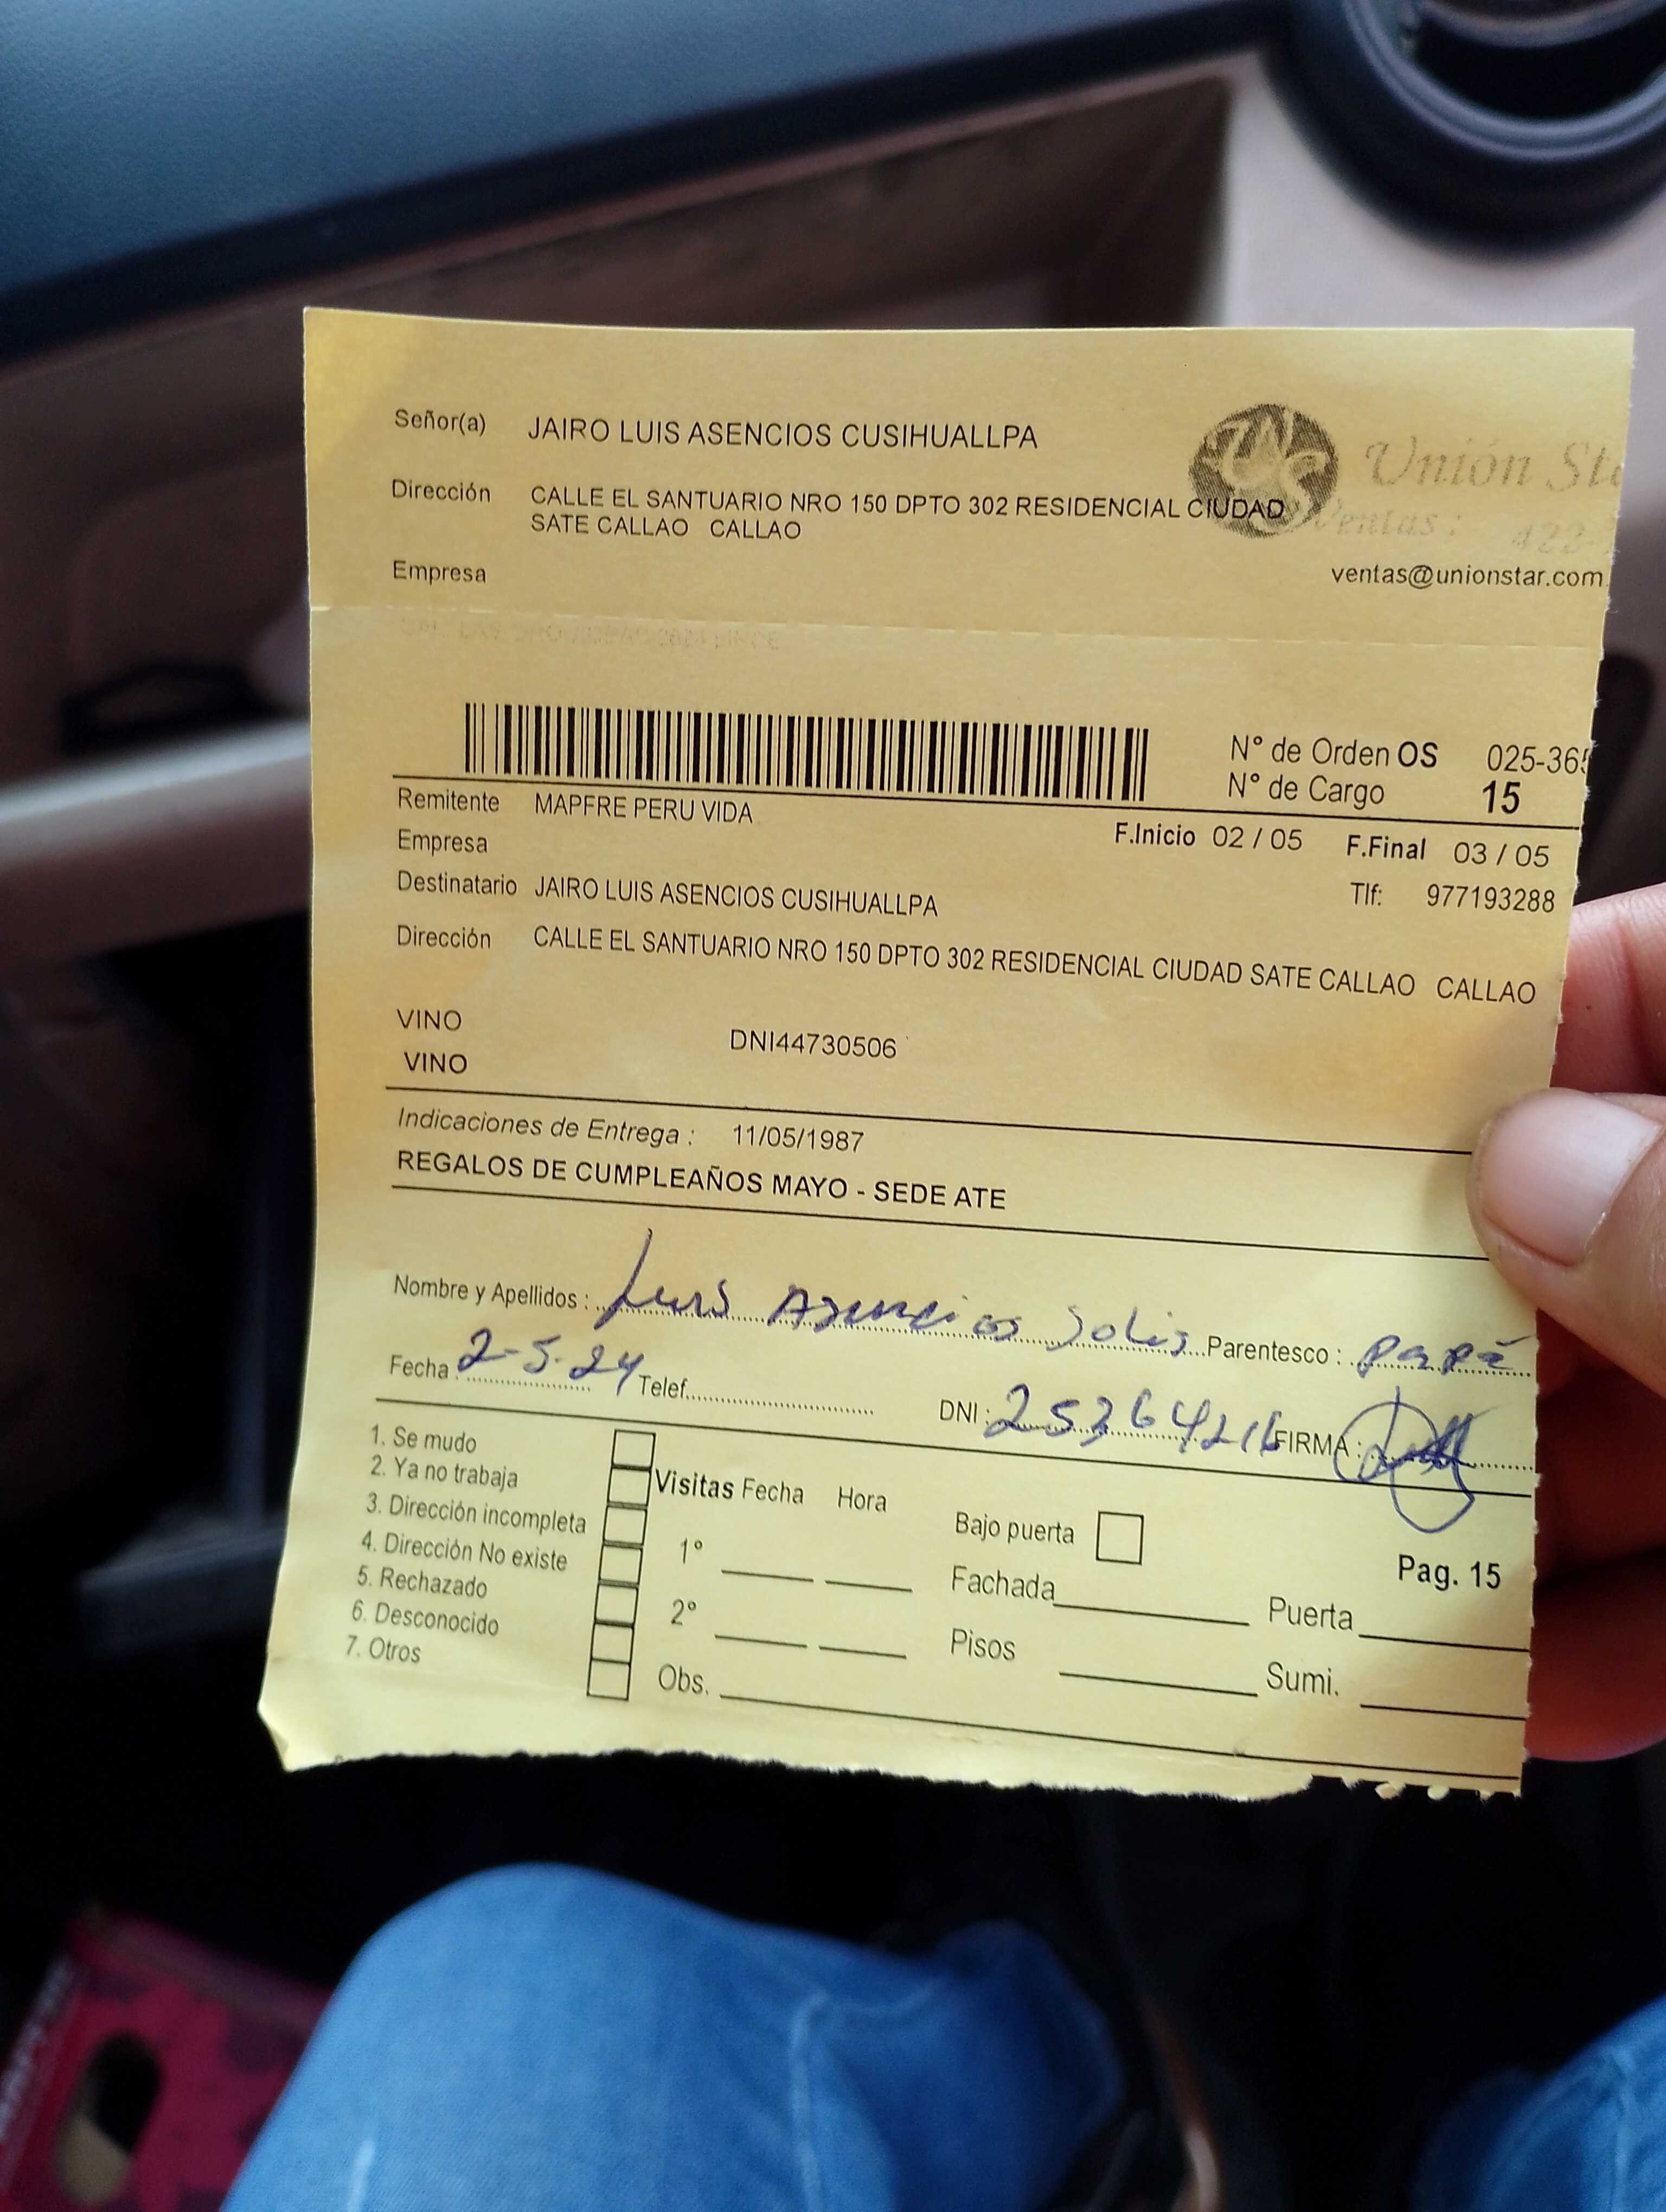 Señor(a) JAIRO LUIS ASENCIOS CUSIHUALLPA
Unión
Dirección CALLE EL SANTUARIO NRO 150 DPTO 302 RESIDENCIAL CIUDAD
SATE CALLAO CALLAO
Ventas: 422-
Empresa
ventas@unionstar.com
N° de Orden OS 025-36
N° de Cargo 15
Remitente MAPFRE PERU VIDA
Empresa F.Inicio 02 / 05 F.Final 03 / 05
Destinatario JAIRO LUIS ASENCIOS CUSIHUALLPA Tlf: 977193288
Dirección CALLE EL SANTUARIO NRO 150 DPTO 302 RESIDENCIAL CIUDAD SATE CALLAO CALLAO
VINO DNI44730506
VINO
Indicaciones de Entrega : 11/05/1987
REGALOS DE CUMPLEAÑOS MAYO - SEDE ATE
Nombre y Apellidos : Luis Asencios Solis Parentesco : papá
Fecha : 2-5-24 Telef. DNI : 25364216 FIRMA :
1. Se mudo
2. Ya no trabaja
3. Dirección incompleta
4. Dirección No existe
5. Rechazado
6. Desconocido
7. Otros
Visitas Fecha Hora
1°
2°
Obs.
Bajo puerta
Fachada
Pisos
Pag. 15
Puerta
Sumi.